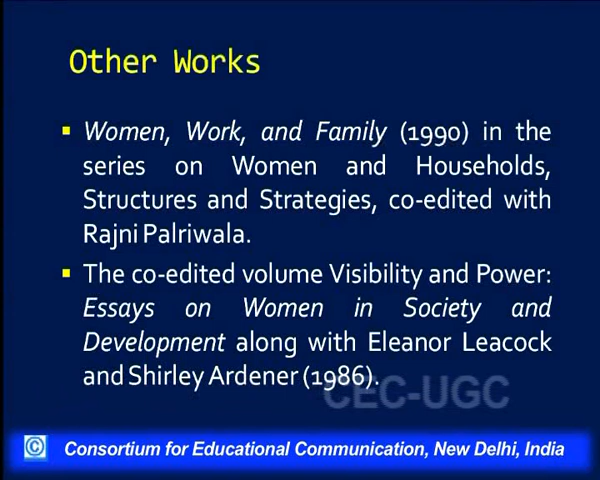 Other Works
Women, Work, and Family (1990) in the
series on Women and Households,
Structures and Strategies, co-edited with
Rajni Palriwala.
The co-edited volume Visibility and Power:
Essays on Women in Society and
Development along with Eleanor Leacock
and Shirley Ardener (1986).
CEC-UGC
© Consortium for Educational Communication, New Delhi, India